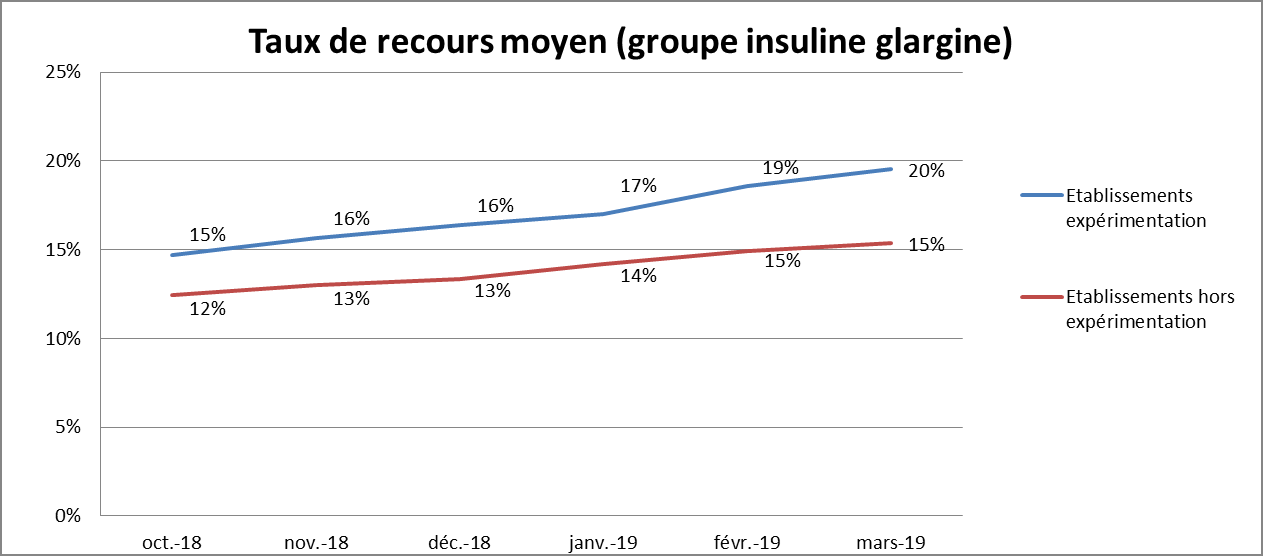 Taux de recours moyen (groupe insuline glargine)
25%
20%
15%
10%
5%
0%
15%
16%
16%
17%
19%
20%
12%
13%
13%
14%
15%
15%
oct.-18
nov.-18
déc.-18
janv.-19
févr.-19
mars-19
Etablissements
expérimentation
Etablissements hors
expérimentation